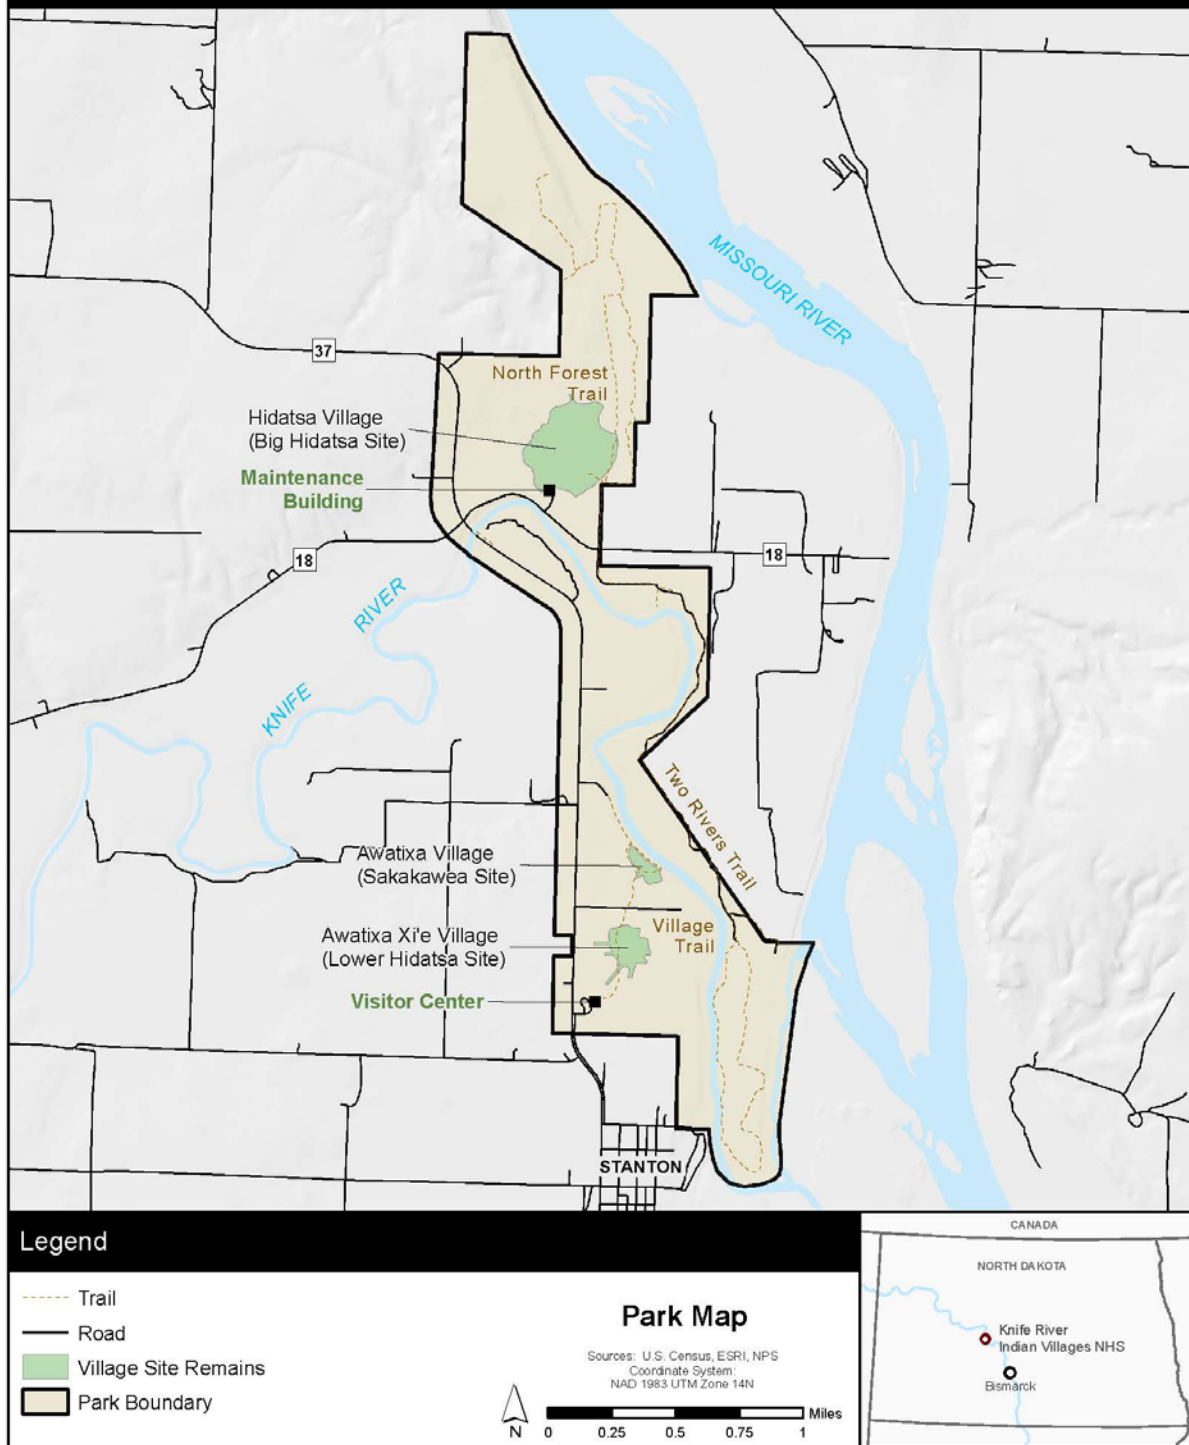 MISSOURI RIVER
37
North Forest
Trail
Hidatsa Village
(Big Hidatsa Site)
Maintenance
Building
18
18
RIVER
KNIFE
Two Rivers Trail
Awatixa Village
(Sakakawea Site)
Village
Trail
Awatixa Xi'e Village
(Lower Hidatsa Site)
Visitor Center
STANTON
Legend
Trail
Road
Village Site Remains
Park Boundary
Park Map
Sources: U.S. Census, ESRI, NPS
Coordinate System:
NAD 1983 UTM Zone 14N
N
Miles
0 0.25 0.5 0.75 1
CANADA
NORTH DAKOTA
Knife River
Indian Villages NHS
Bismarck